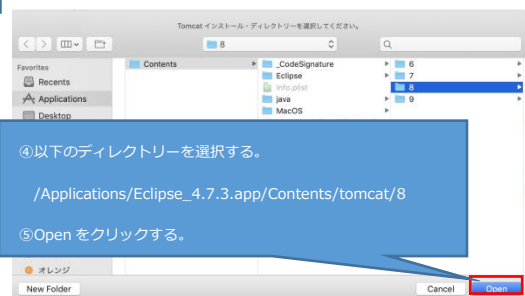 Tomcat インストール・ディレクトリーを選択してください。
8
Favorites
Recents
Applications
Desktop
オレンジ
Contents
_CodeSignature
Eclipse
Info.plist
java
MacOS
6
7
8
9
④以下のディレクトリーを選択する。
/Applications/Eclipse_4.7.3.app/Contents/tomcat/8
⑤Open をクリックする。
New Folder
Cancel
Open